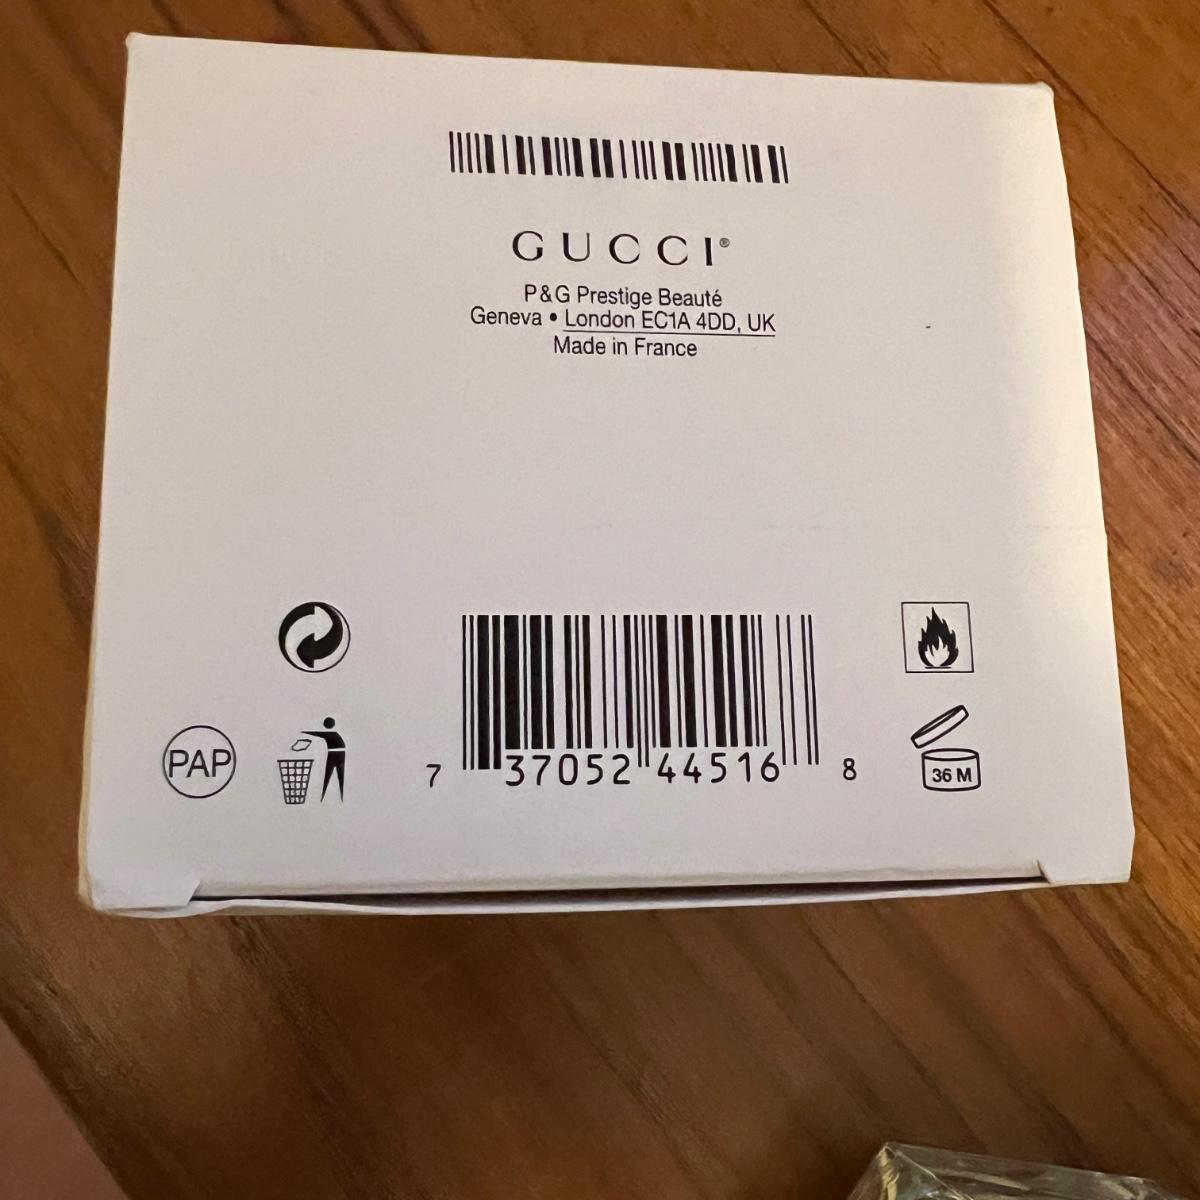 GUCCI®
P&G Prestige Beauté
Geneva • London EC1A 4DD, UK
Made in France
PAP
7 37052 44516 8
36 M